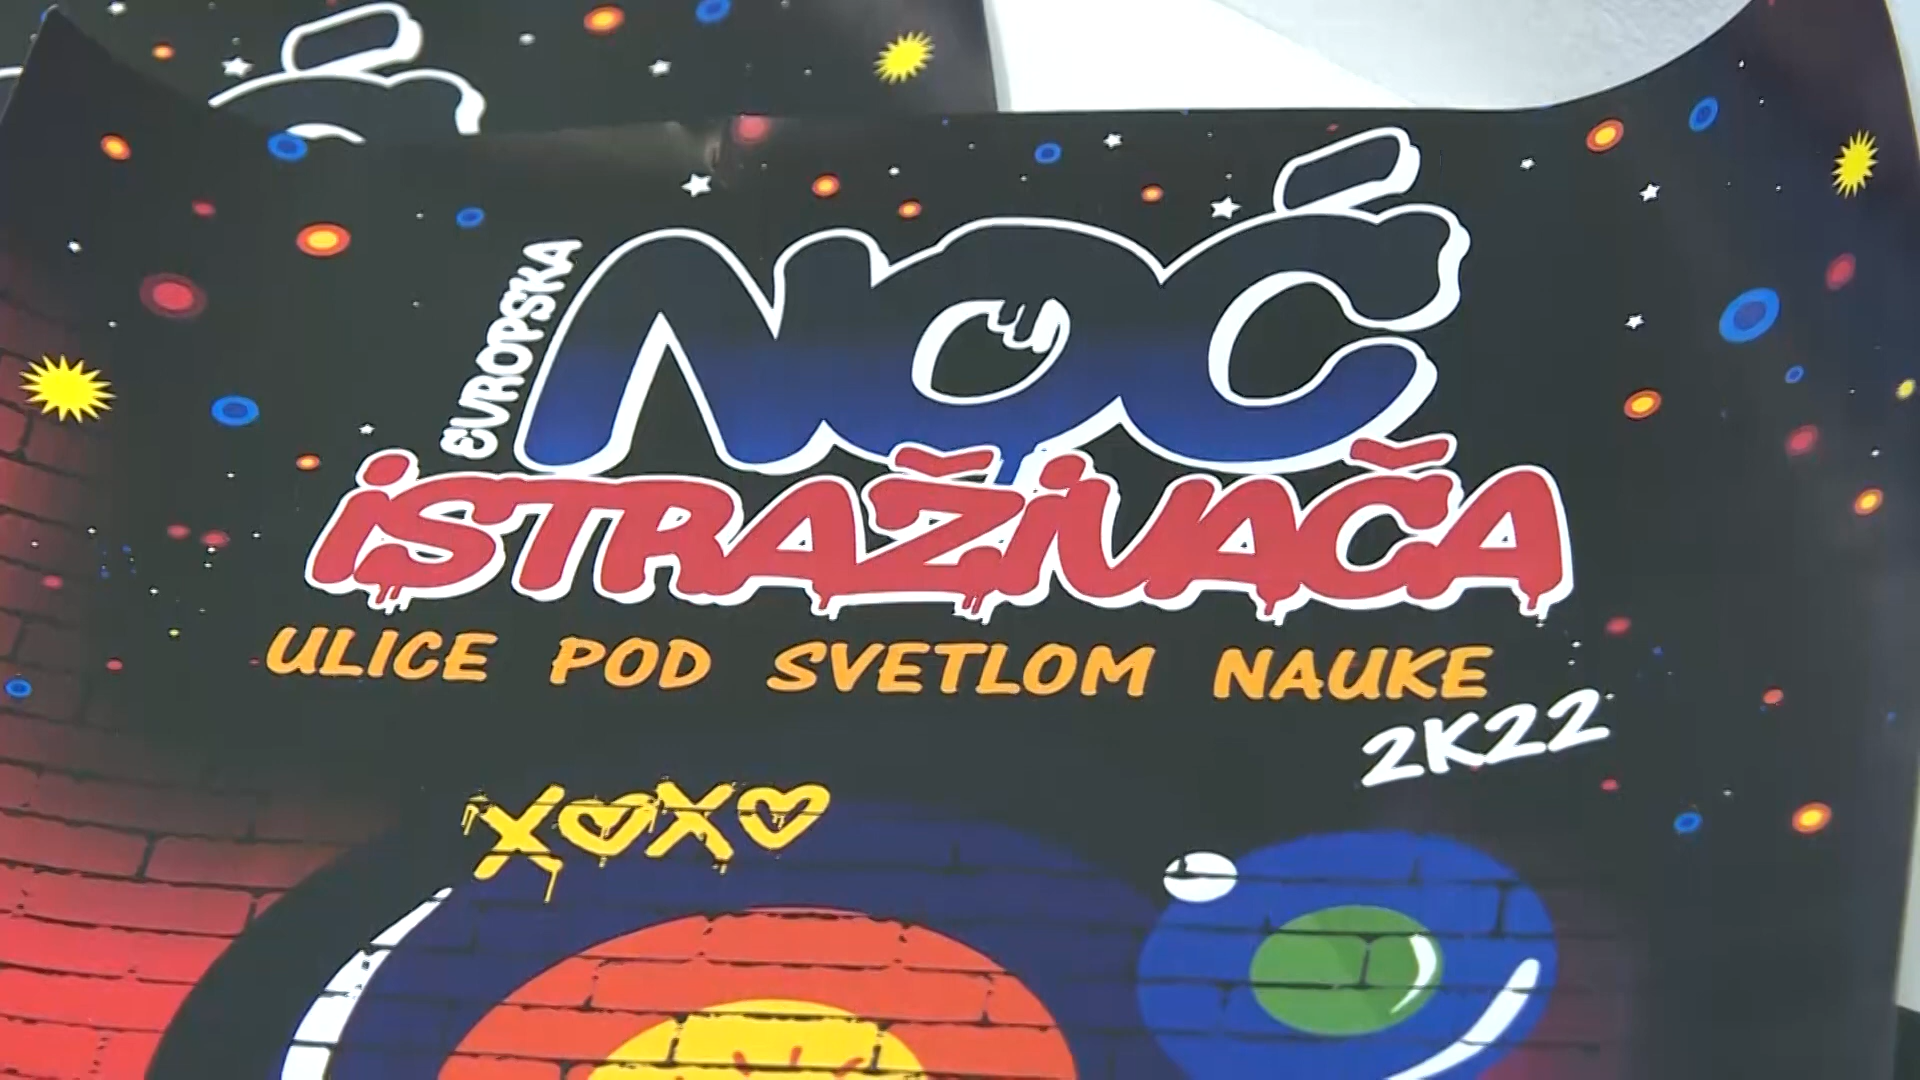 EVROPSKA
NOĆ
iSTRAŽiVAČA
ULICE POD SVETLOM NAUKE
2K22
XOXO